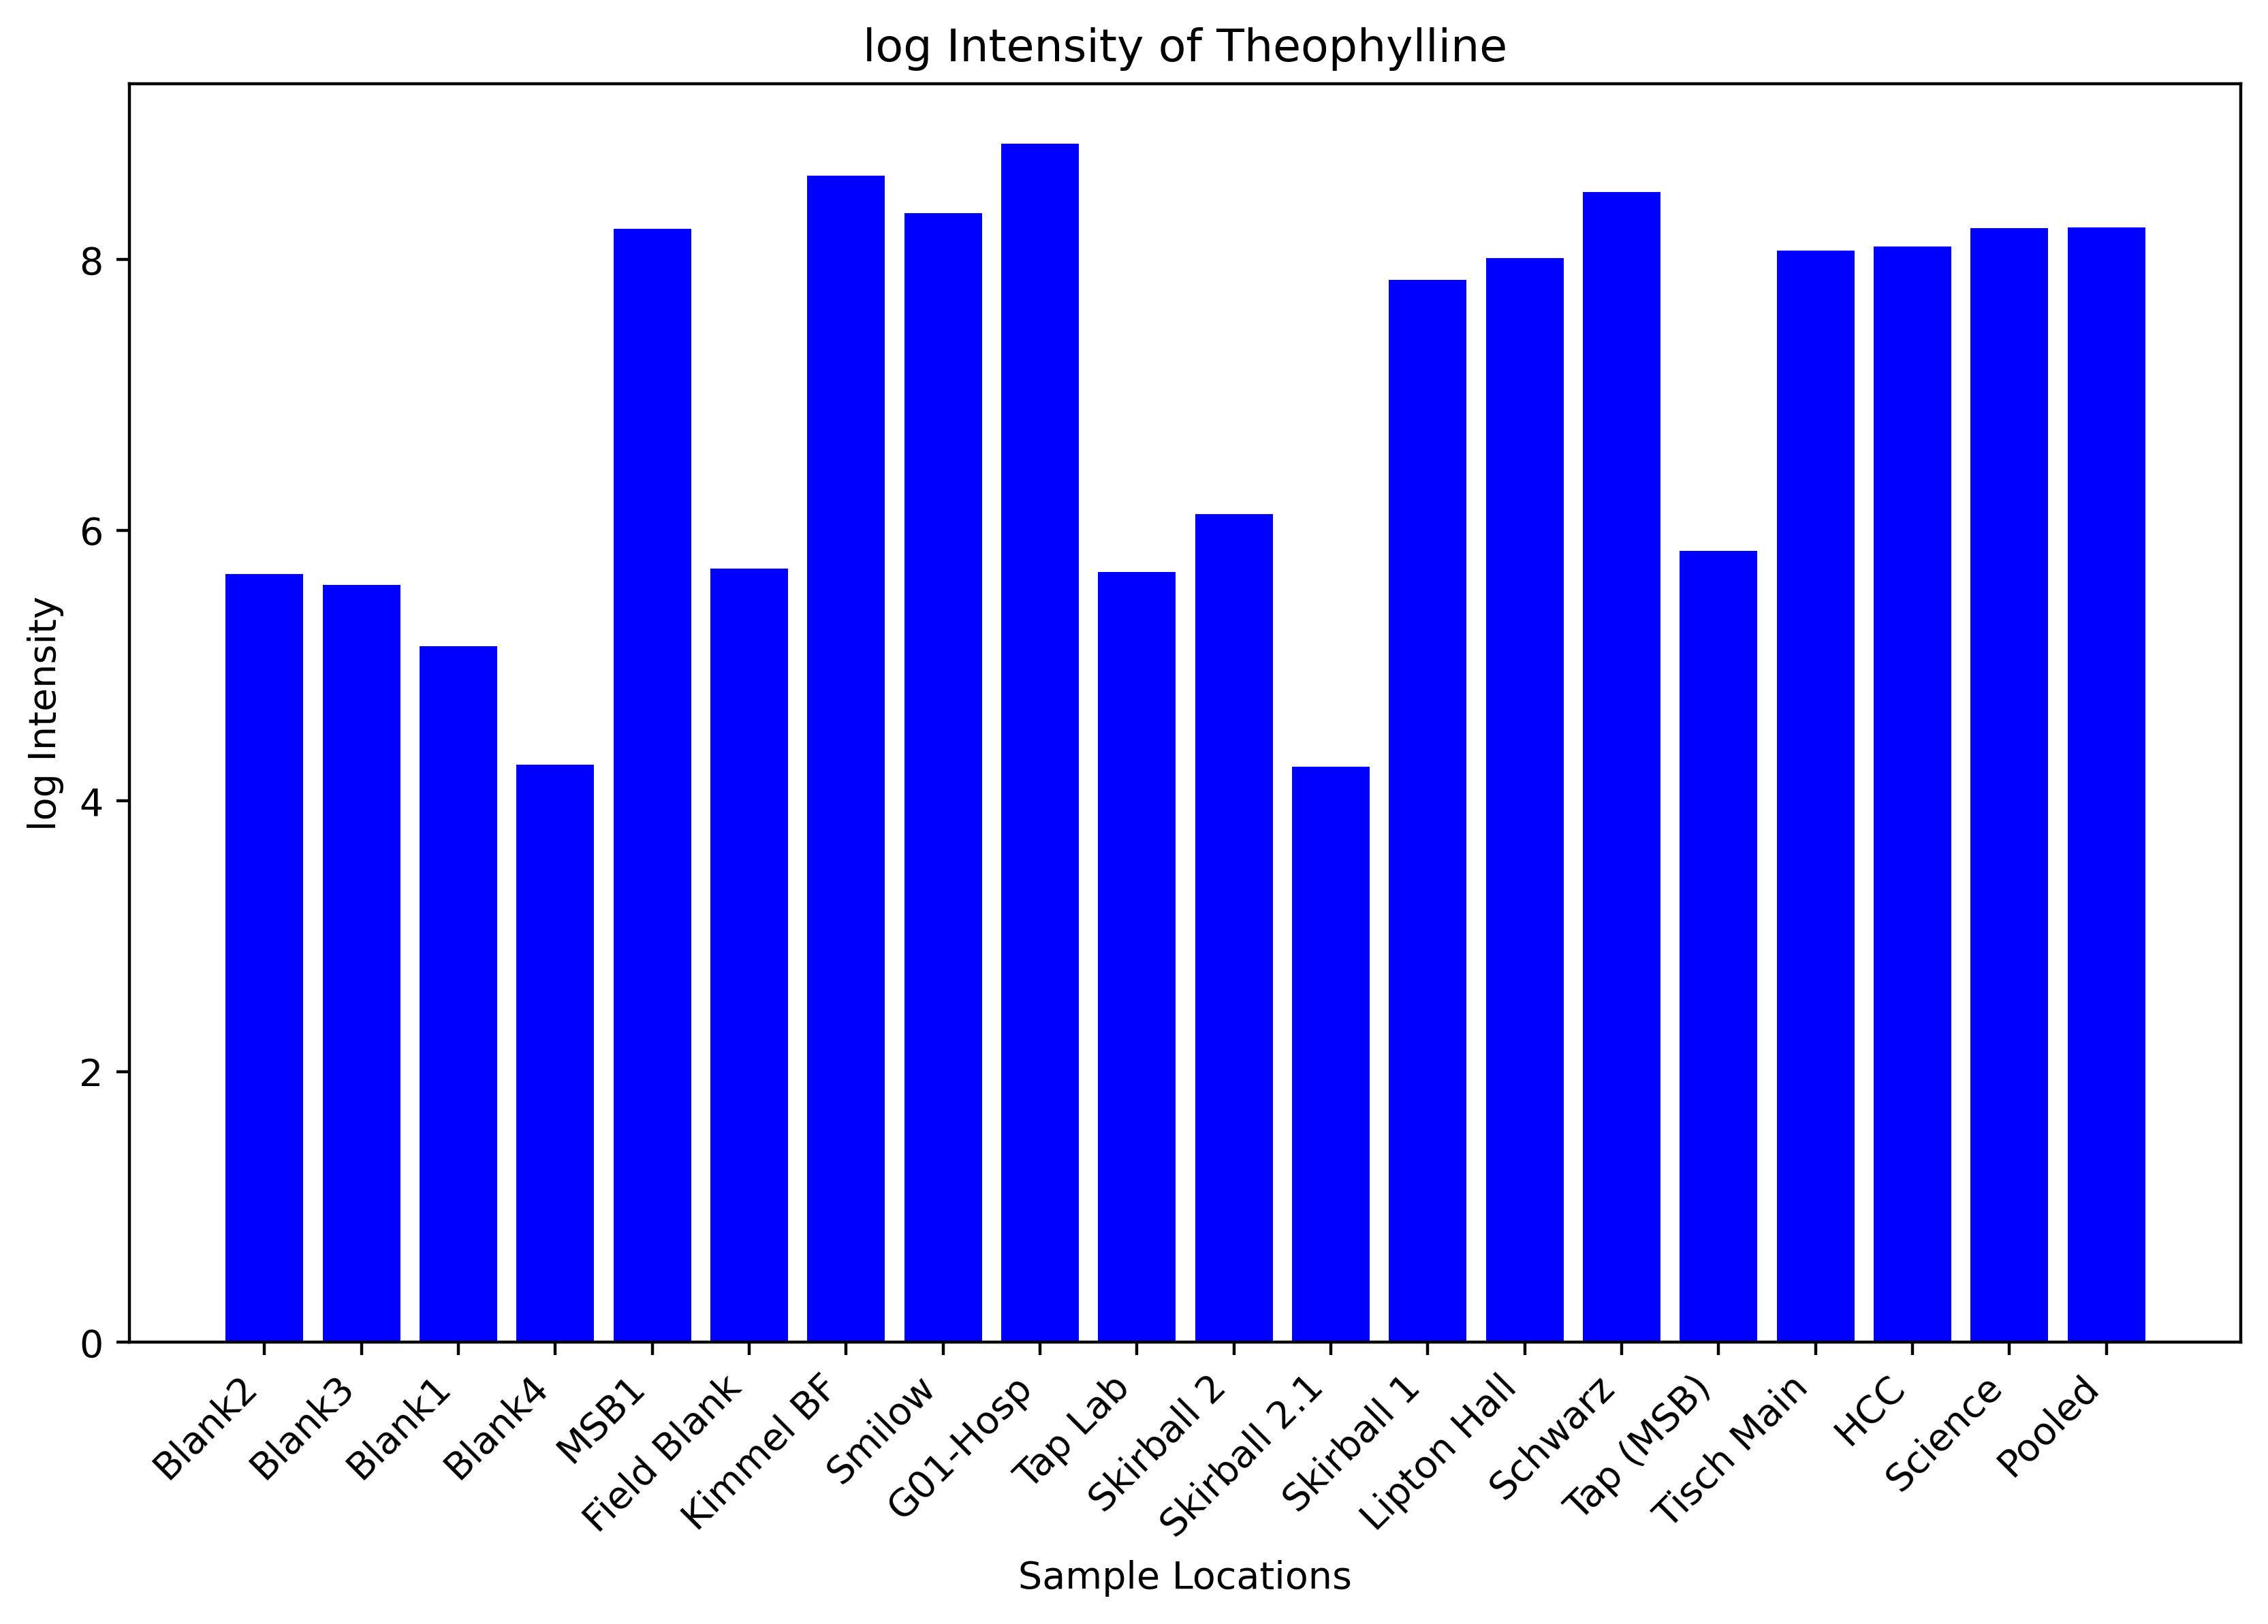 log Intensity of Theophylline
log Intensity
8
6
4
2
0
Blank2
Blank3
Blank1
Blank4
MSB1
Field Blank
Kimmel BF
Smilow
G01-Hosp
Tap Lab
Skirball 2
Skirball 2.1
Skirball 1
Lipton Hall
Schwarz
Tap (MSB)
Tisch Main
HCC
Science
Pooled
Sample Locations